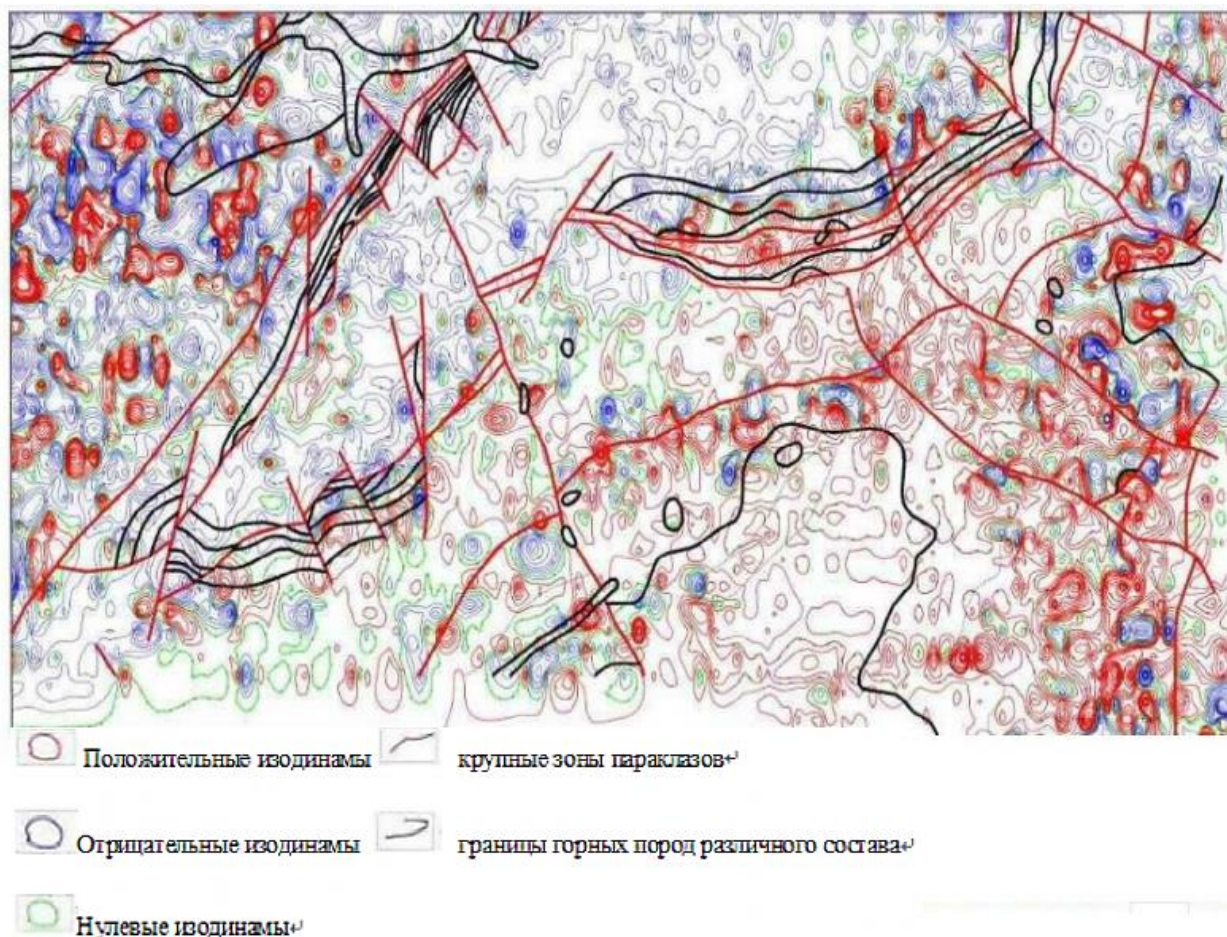 Положительные изодинамы крупные зоны параклазов↵
Отрицательные изодинамы границы горных пород различного состава↵
Нулевые изодинамы↵